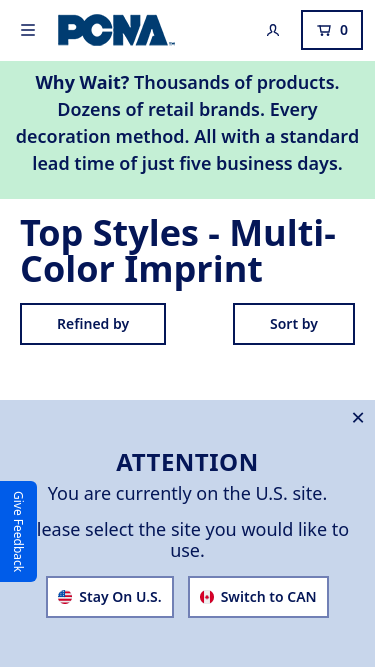 PCNA
0
Why Wait? Thousands of products.
Dozens of retail brands. Every
decoration method. All with a standard
lead time of just five business days.
Top Styles - Multi-
Color Imprint
Refined by
Sort by
ATTENTION
You are currently on the U.S. site.
lease select the site you would like to
use.
Give Feedback
Stay On U.S.
Switch to CAN